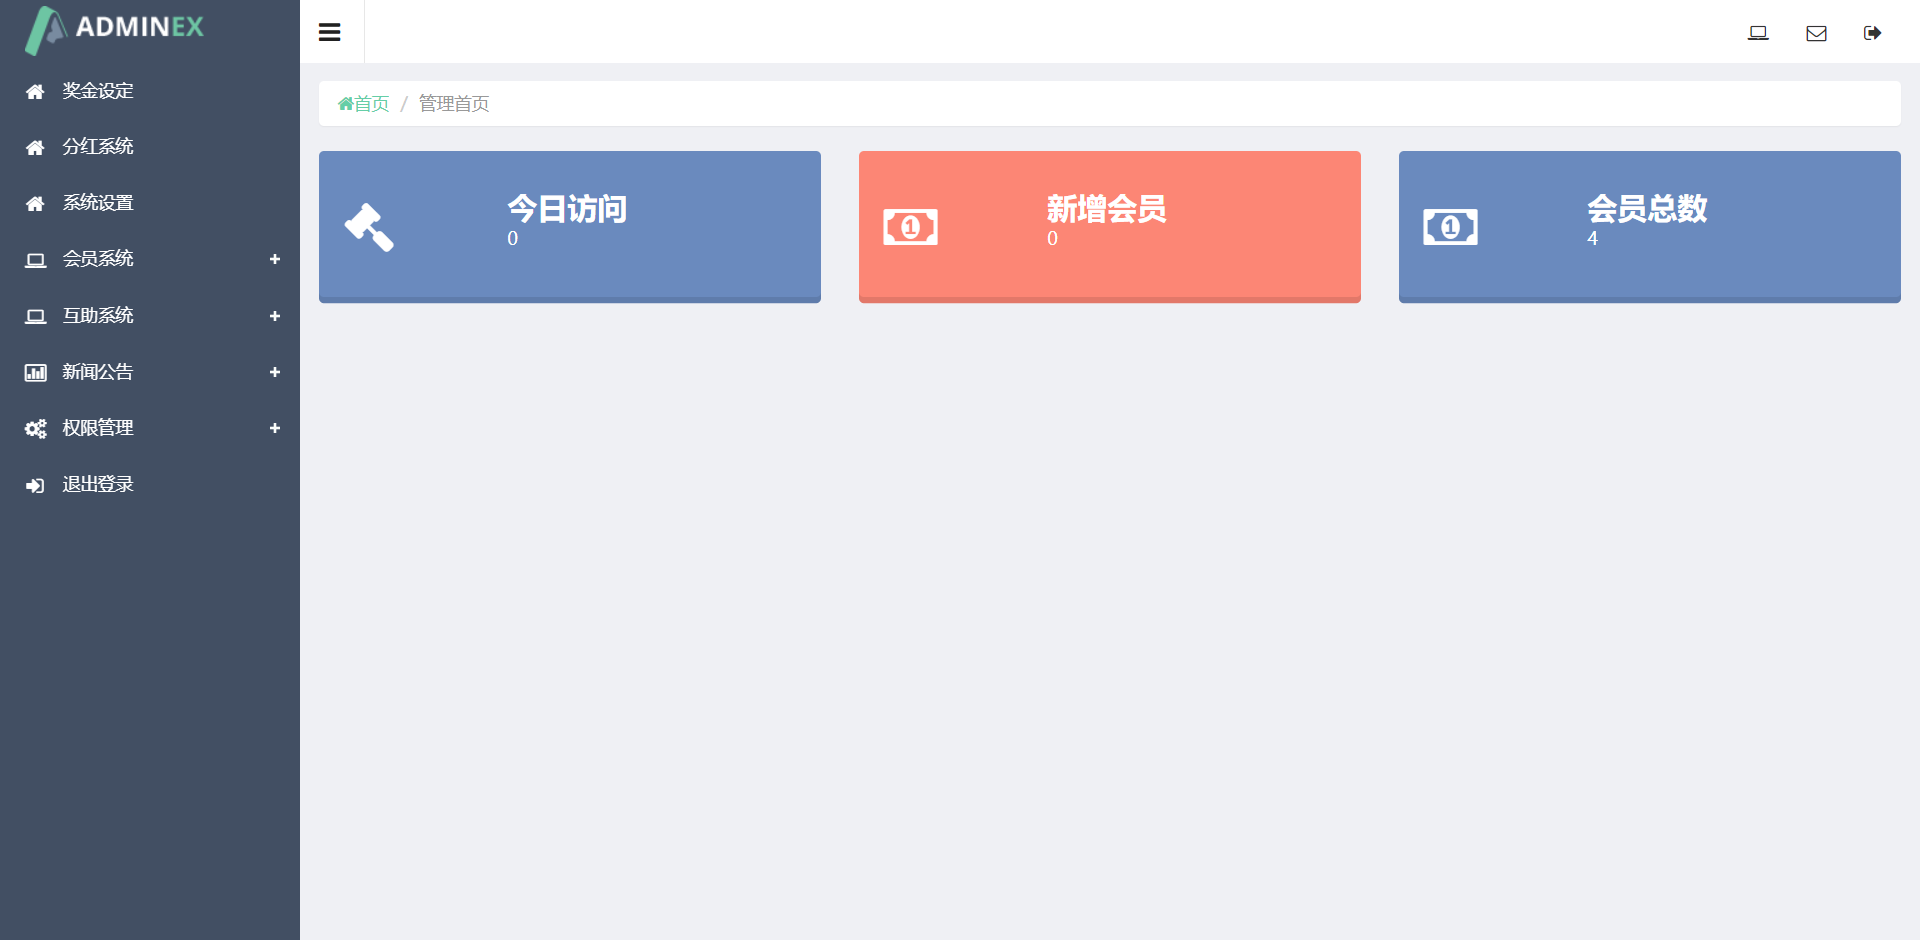 ADMINEX
奖金设定
分红系统
系统设置
会员系统
互助系统
新闻公告
权限管理
退出登录
首页 / 管理首页
今日访问
0
新增会员
0
会员总数
4